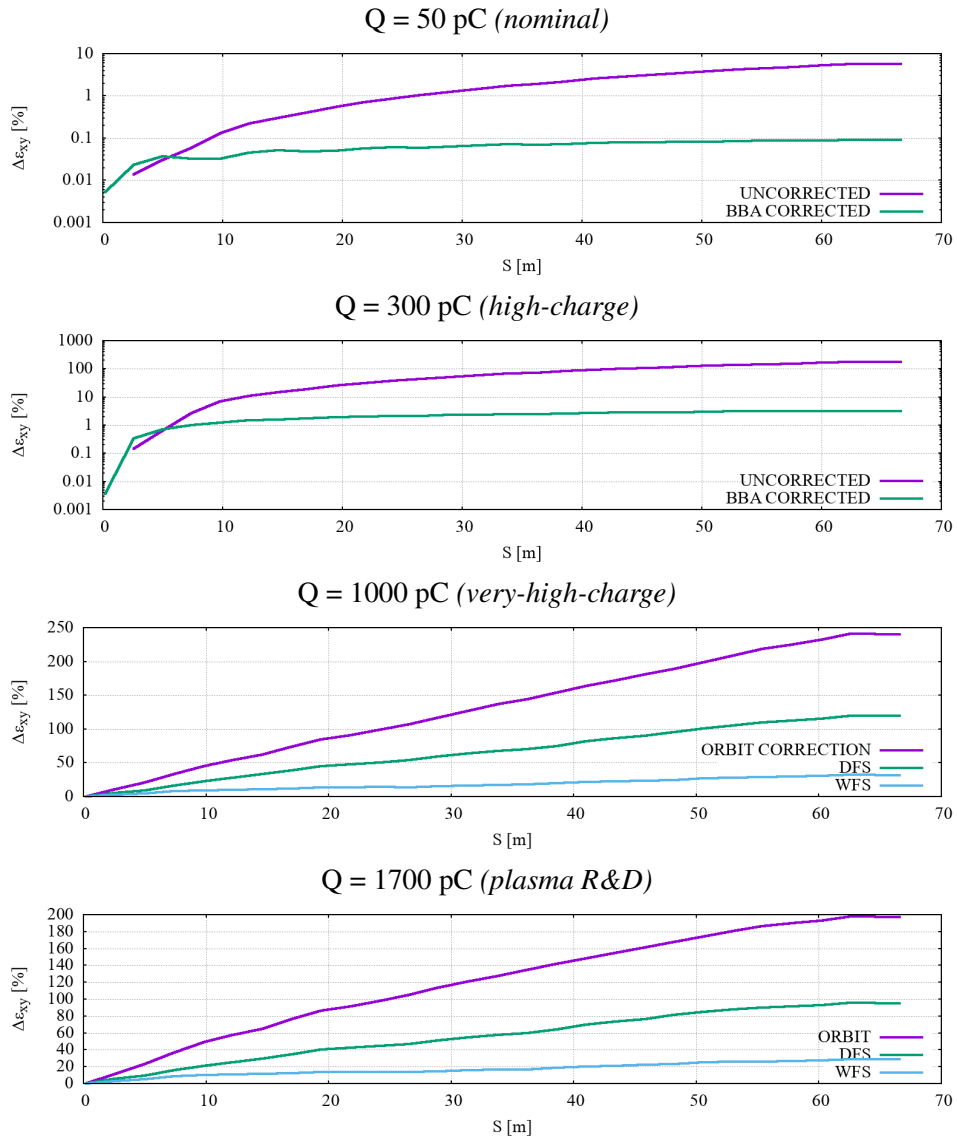 Q = 50 pC (nominal)
10
1
0.1
0.01
0.001
Δε_xy [%]
UNCORRECTED
BBA CORRECTED
0 10 20 30 40 50 60 70
S [m]
Q = 300 pC (high-charge)
1000
100
10
1
0.1
0.01
0.001
Δε_xy [%]
UNCORRECTED
BBA CORRECTED
0 10 20 30 40 50 60 70
S [m]
Q = 1000 pC (very-high-charge)
250
200
150
100
50
0
Δε_xy [%]
ORBIT CORRECTION
DFS
WFS
0 10 20 30 40 50 60 70
S [m]
Q = 1700 pC (plasma R&D)
200
180
160
140
120
100
80
60
40
20
0
Δε_xy [%]
ORBIT
DFS
WFS
0 10 20 30 40 50 60 70
S [m]